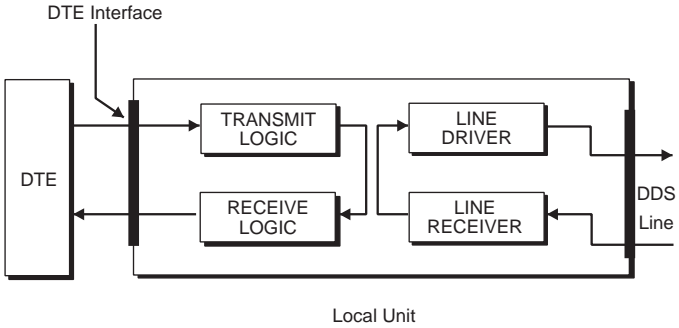 DTE Interface
DTE
TRANSMIT
LOGIC
LINE
DRIVER
RECEIVE
LOGIC
LINE
RECEIVER
DDS
Line
Local Unit